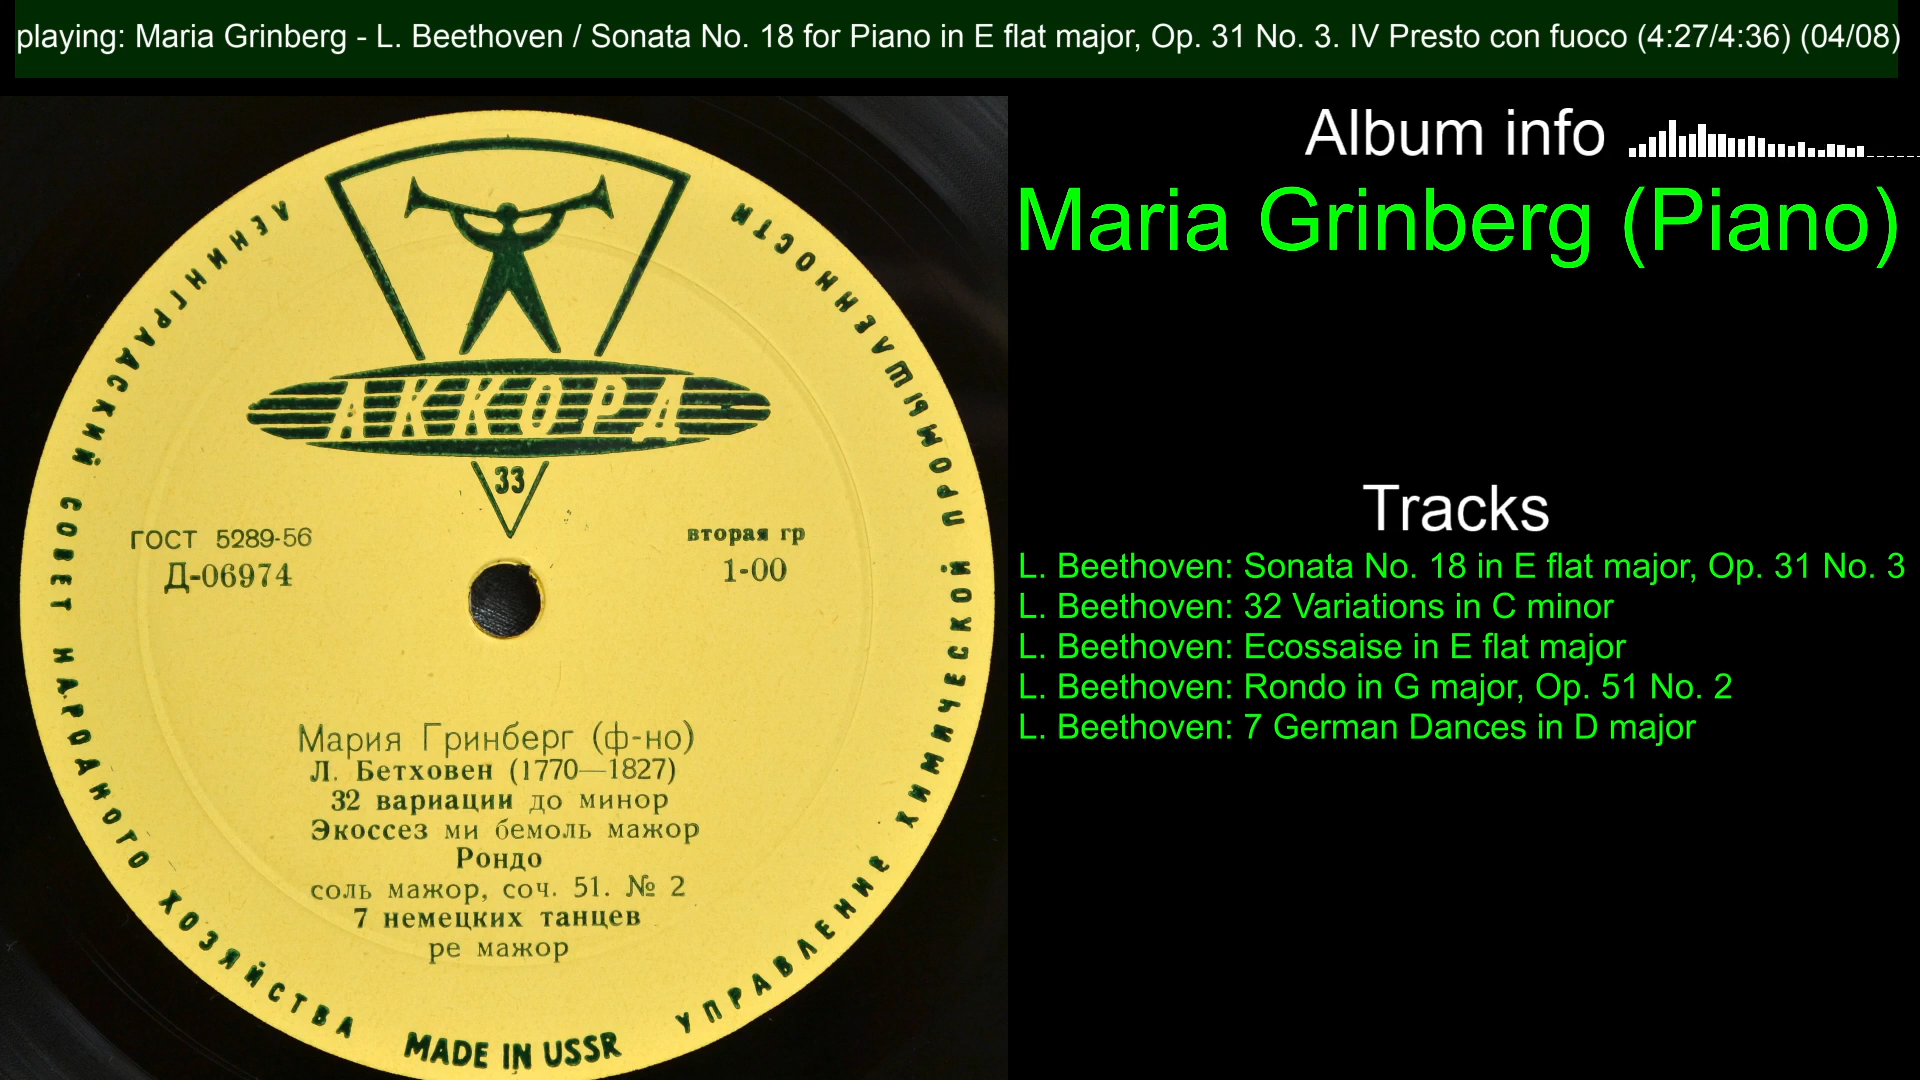 playing: Maria Grinberg - L. Beethoven / Sonata No. 18 for Piano in E flat major, Op. 31 No. 3. IV Presto con fuoco (4:27/4:36) (04/08)
Album info
Maria Grinberg (Piano)
Tracks
L. Beethoven: Sonata No. 18 in E flat major, Op. 31 No. 3
L. Beethoven: 32 Variations in C minor
L. Beethoven: Ecossaise in E flat major
L. Beethoven: Rondo in G major, Op. 51 No. 2
L. Beethoven: 7 German Dances in D major
ЛЕНИНГРАДСКИЙ СОВЕТ НАРОДНОГО ХОЗЯЙСТВА
УПРАВЛЕНИЕ ХИМИЧЕСКОЙ ПРОМЫШЛЕННОСТИ
MADE IN USSR
АККОРД
33
ГОСТ 5289-56
Д-06974
вторая гр
1-00
Мария Гринберг (ф-но)
Л. Бетховен (1770—1827)
32 вариации до минор
Экоссез ми бемоль мажор
Рондо
соль мажор, соч. 51. № 2
7 немецких танцев
ре мажор